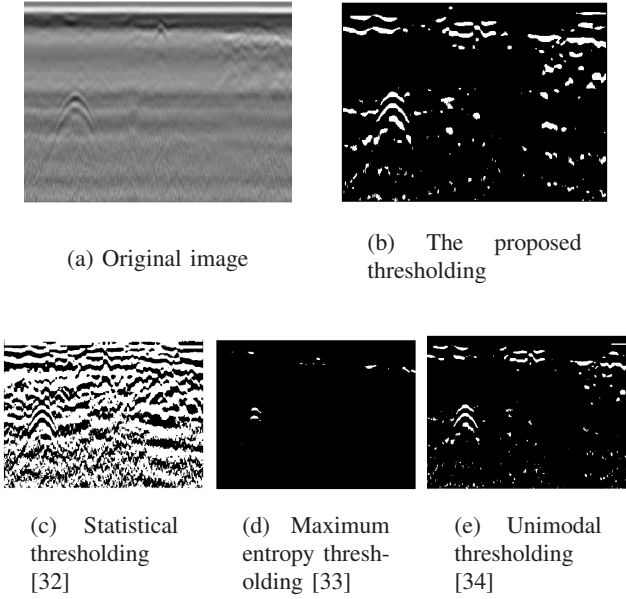 (a) Original image
(b) The proposed
thresholding
(c) Statistical
thresholding
[32]
(d) Maximum
entropy thresh-
olding [33]
(e) Unimodal
thresholding
[34]